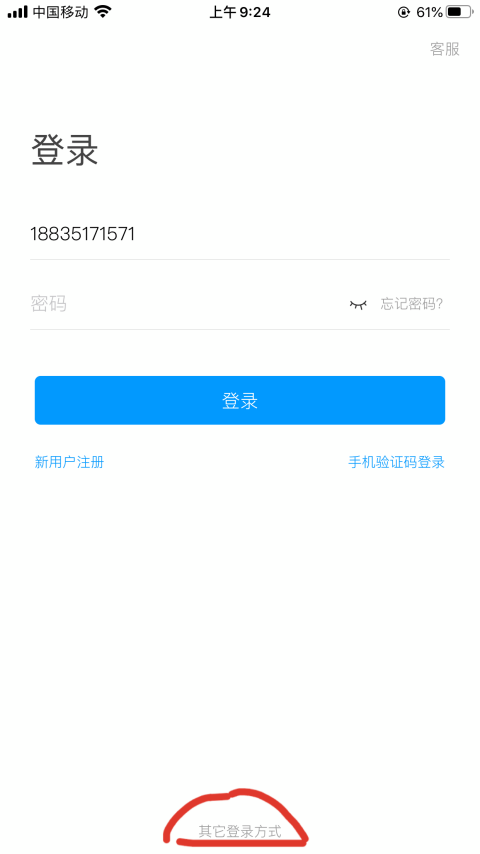 中国移动 上午 9:24 61%
客服
登录
18835171571
密码 忘记密码?
登录
新用户注册 手机验证码登录
其它登录方式